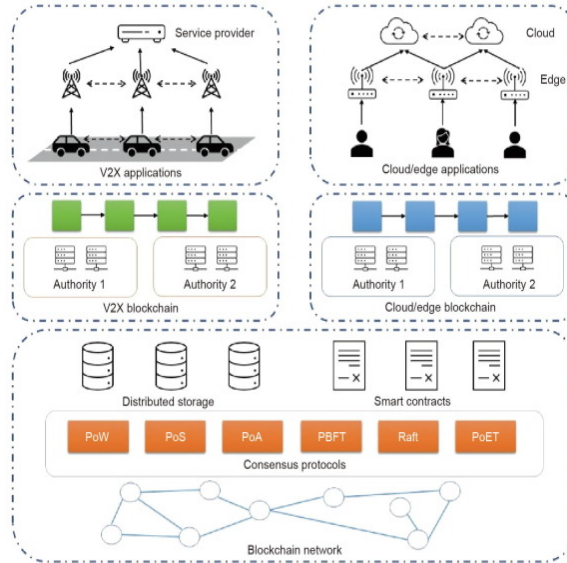 Service provider
V2X applications
Cloud
Edge
Cloud/edge applications
Authority 1
Authority 2
V2X blockchain
Authority 1
Authority 2
Cloud/edge blockchain
Distributed storage
Smart contracts
PoW
PoS
PoA
PBFT
Raft
PoET
Consensus protocols
Blockchain network